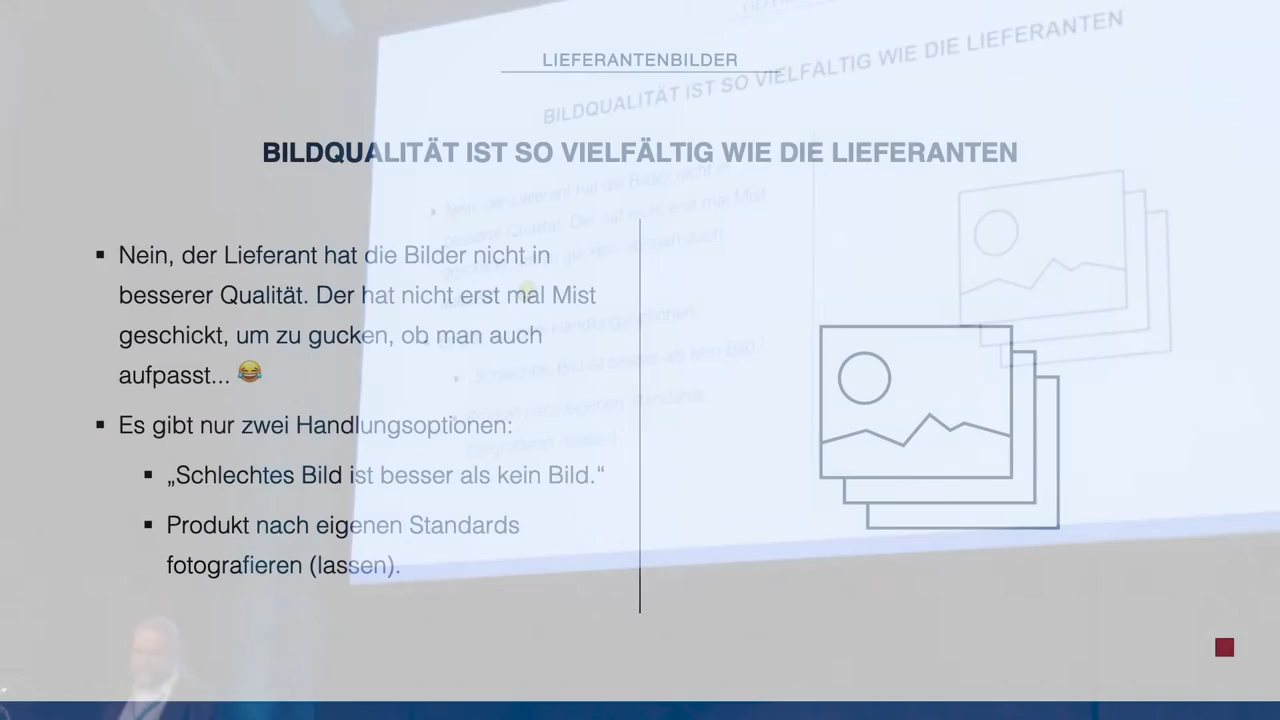 LIEFERANTENBILDER
BILDQUALITÄT IST SO VIELFÄLTIG WIE DIE LIEFERANTEN
▪ Nein, der Lieferant hat die Bilder nicht in
besserer Qualität. Der hat nicht erst mal Mist
geschickt, um zu gucken, ob man auch
aufpasst... 😂
▪ Es gibt nur zwei Handlungsoptionen:
▪ „Schlechtes Bild ist besser als kein Bild.“
▪ Produkt nach eigenen Standards
fotografieren (lassen).
BILDQUALITÄT IST SO VIELFÄLTIG WIE DIE LIEFERANTEN